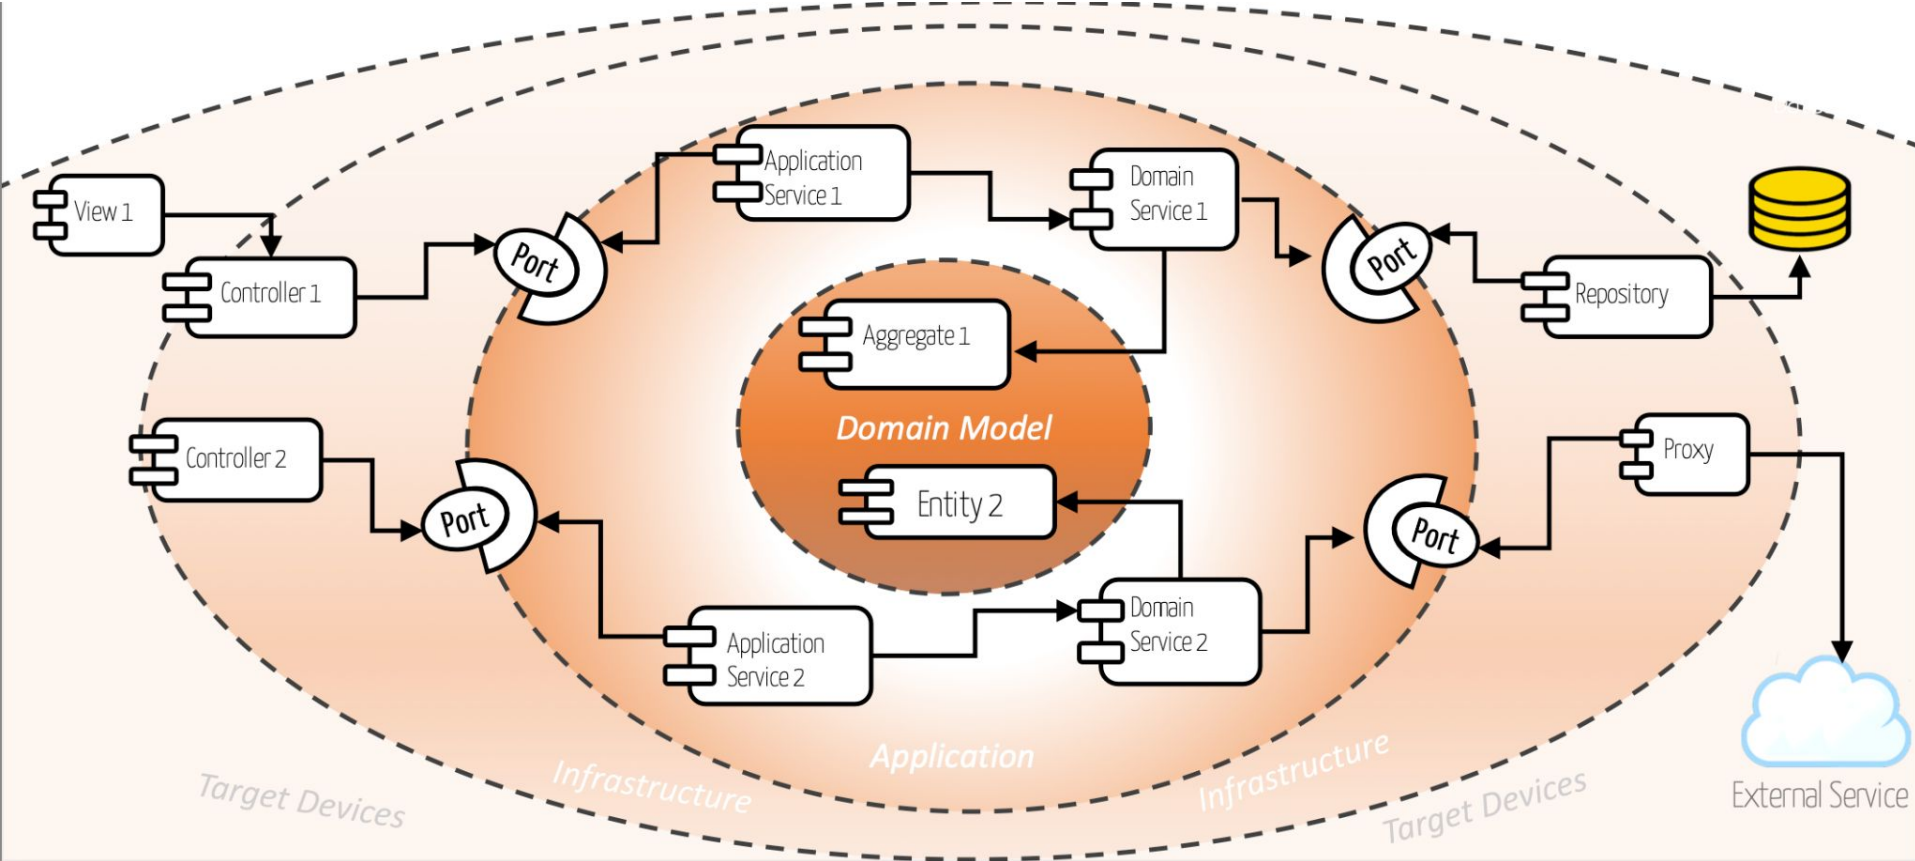 Application
Service 1
Domain
Service 1
View 1
Port
Port
Controller 1
Repository
Aggregate 1
Domain Model
Controller 2
Proxy
Entity 2
Port
Port
Domain
Service 2
Application
Service 2
Application
Infrastructure
Infrastructure
Target Devices
Target Devices
External Service